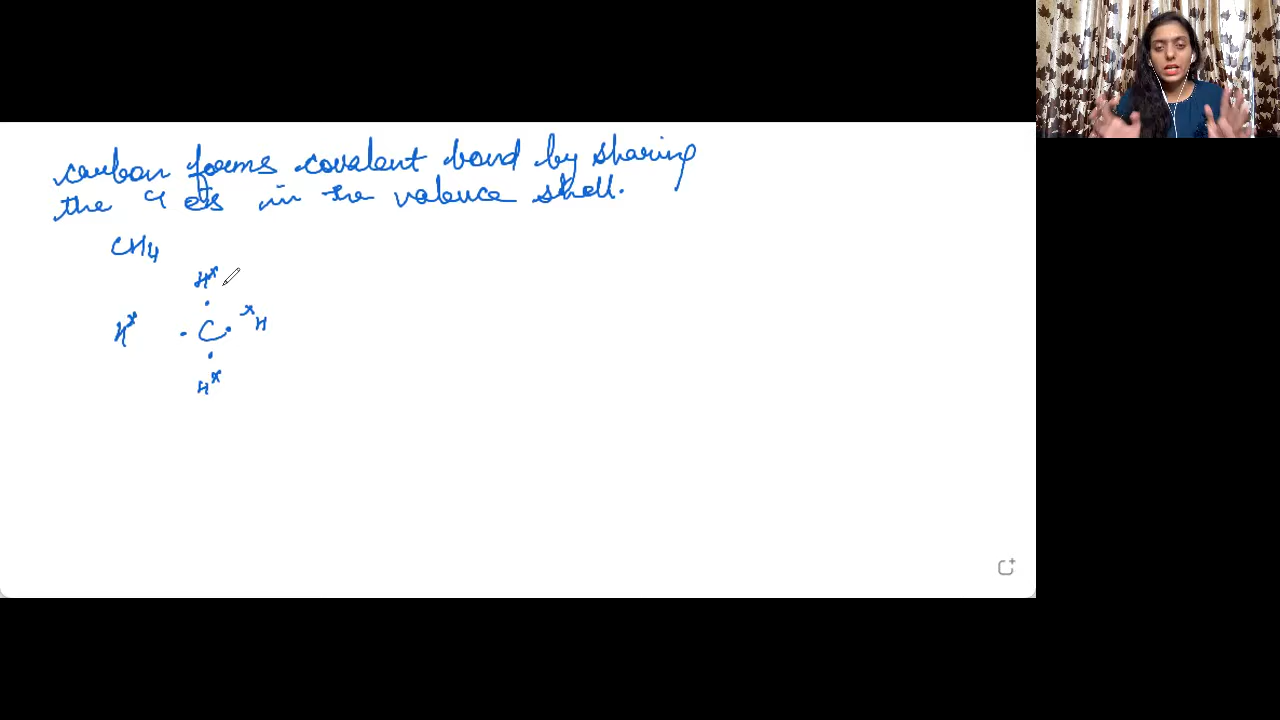 carbon forms covalent bond by sharing
the 4 e⁻s in the valence shell.
CH4
H×
H× · C · ×H
H×